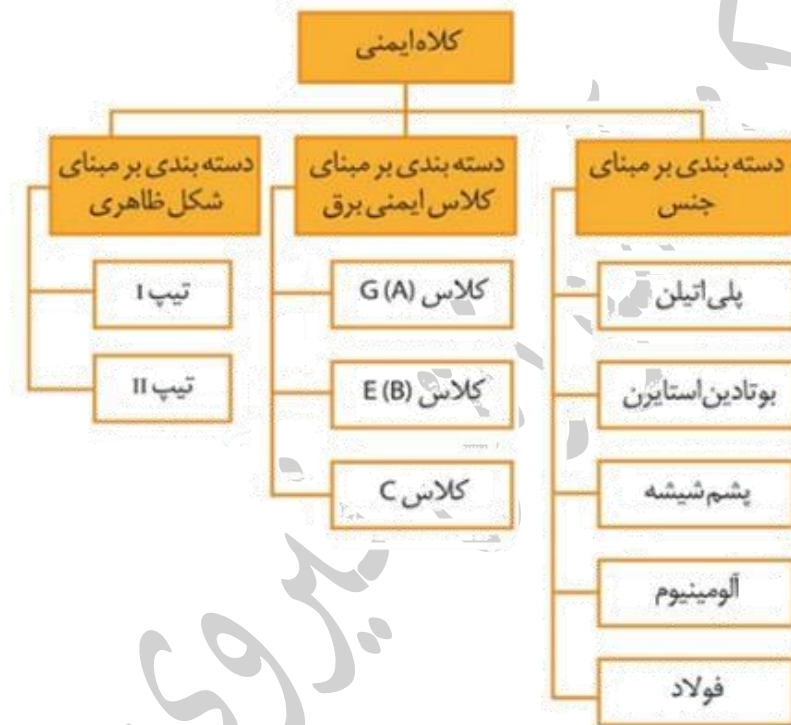 کلاه ایمنی
دسته بندی بر مبنای
جنس
پلی اتیلن
بوتادین استایرن
پشم شیشه
آلومینیوم
فولاد
دسته بندی بر مبنای
کلاس ایمنی برق
کلاس G (A)
کلاس E (B)
کلاس C
دسته بندی بر مبنای
شکل ظاهری
تیپ I
تیپ II